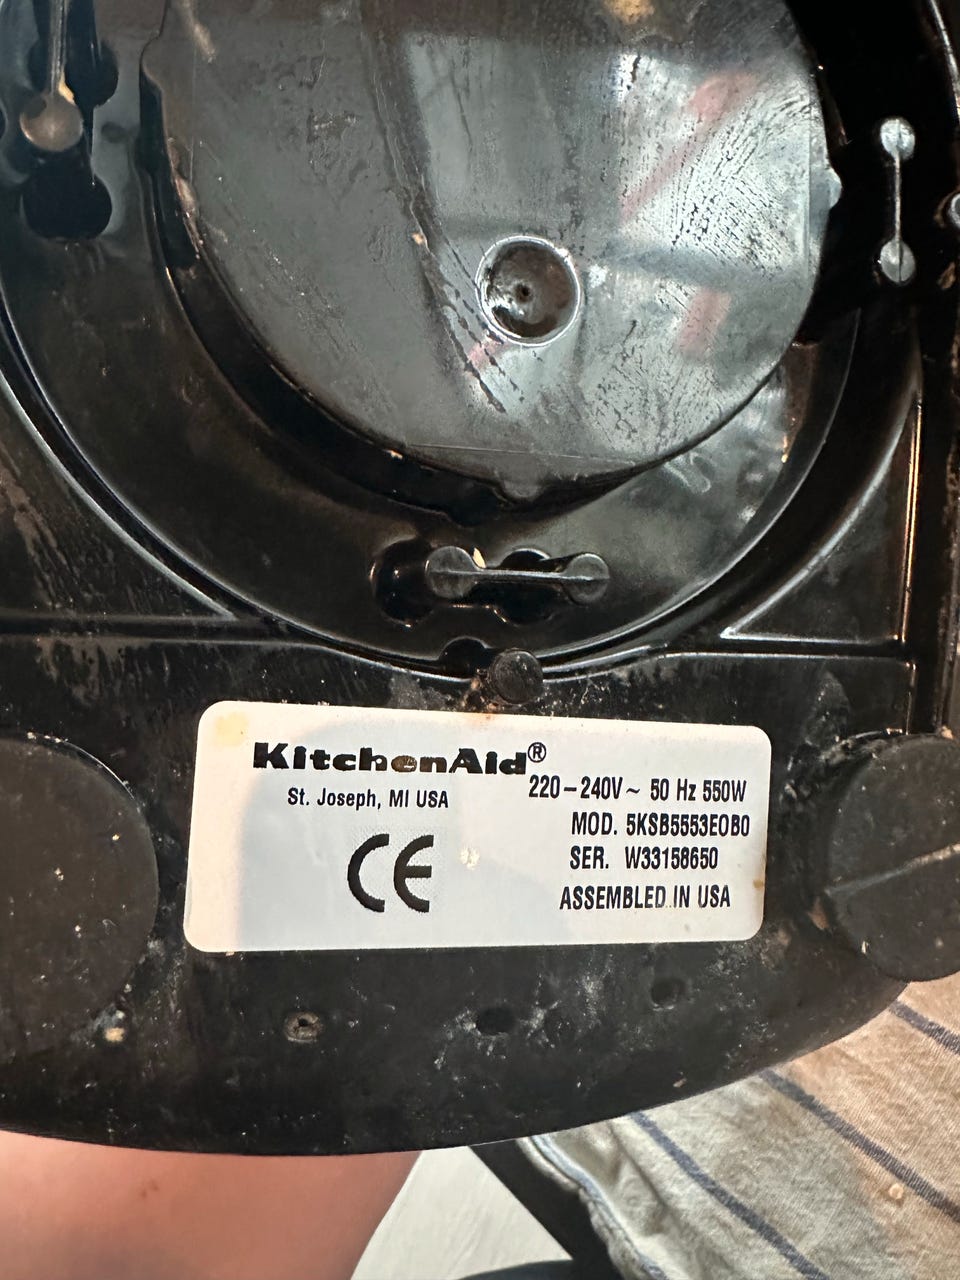 KitchenAid®
St. Joseph, MI USA
CE
220-240V~ 50 Hz 550W
MOD. 5KSB5553EOB0
SER. W33158650
ASSEMBLED IN USA